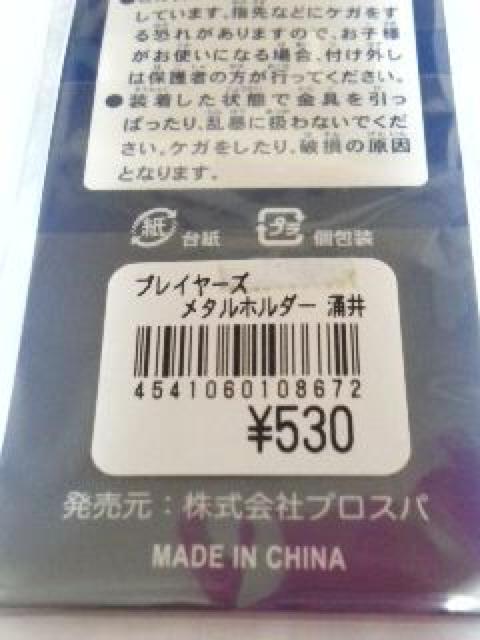 しています。指先などにケガをす
る恐れがありますので、お子様
がお使いになる場合、付け外し
は保護者の方が行ってください。
●装着した状態で金具を引っ
ぱったり、乱暴に扱わないでくだ
さい。ケガをしたり、破損の原因
となります。
紙 台紙 プラ 個包装
プレイヤーズ
メタルホルダー 涌井
4541060108672
¥530
発売元：株式会社プロスパ
MADE IN CHINA